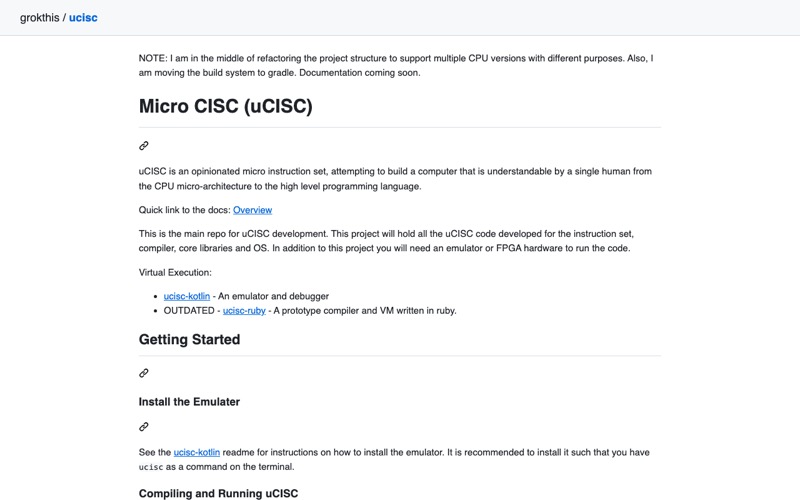 grokthis / ucisc
NOTE: I am in the middle of refactoring the project structure to support multiple CPU versions with different purposes. Also, I
am moving the build system to gradle. Documentation coming soon.
Micro CISC (uCISC)
uCISC is an opinionated micro instruction set, attempting to build a computer that is understandable by a single human from
the CPU micro-architecture to the high level programming language.
Quick link to the docs: Overview
This is the main repo for uCISC development. This project will hold all the uCISC code developed for the instruction set,
compiler, core libraries and OS. In addition to this project you will need an emulator or FPGA hardware to run the code.
Virtual Execution:
• ucisc-kotlin - An emulator and debugger
• OUTDATED - ucisc-ruby - A prototype compiler and VM written in ruby.
Getting Started
Install the Emulater
See the ucisc-kotlin readme for instructions on how to install the emulator. It is recommended to install it such that you have
ucisc as a command on the terminal.
Compiling and Running uCISC